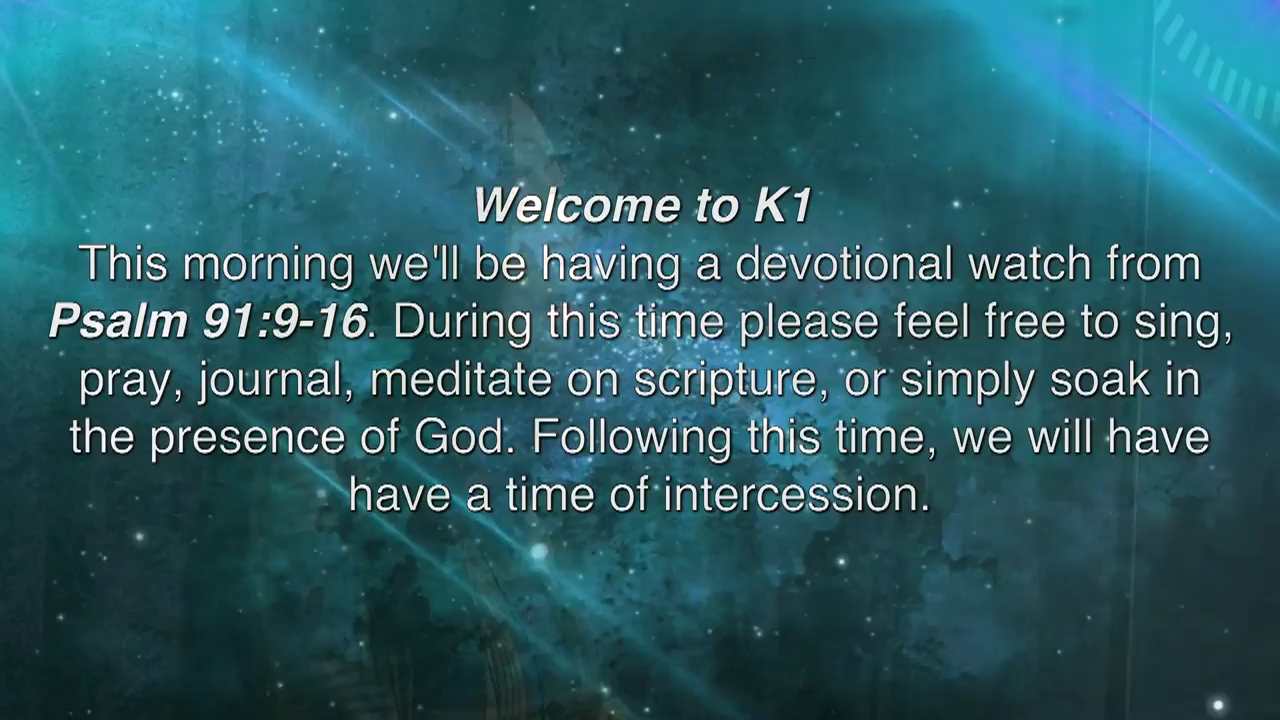 Welcome to K1
This morning we'll be having a devotional watch from
Psalm 91:9-16. During this time please feel free to sing,
pray, journal, meditate on scripture, or simply soak in
the presence of God. Following this time, we will have
have a time of intercession.